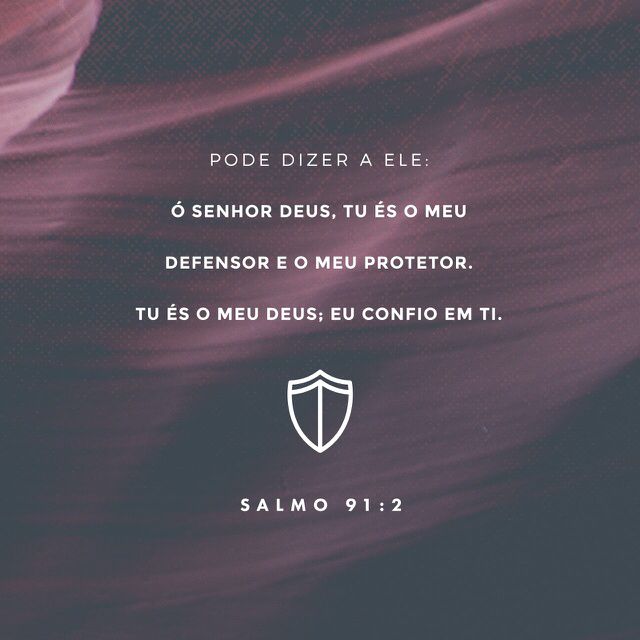 PODE DIZER A ELE:
Ó SENHOR DEUS, TU ÉS O MEU
DEFENSOR E O MEU PROTETOR.
TU ÉS O MEU DEUS; EU CONFIO EM TI.
SALMO 91:2